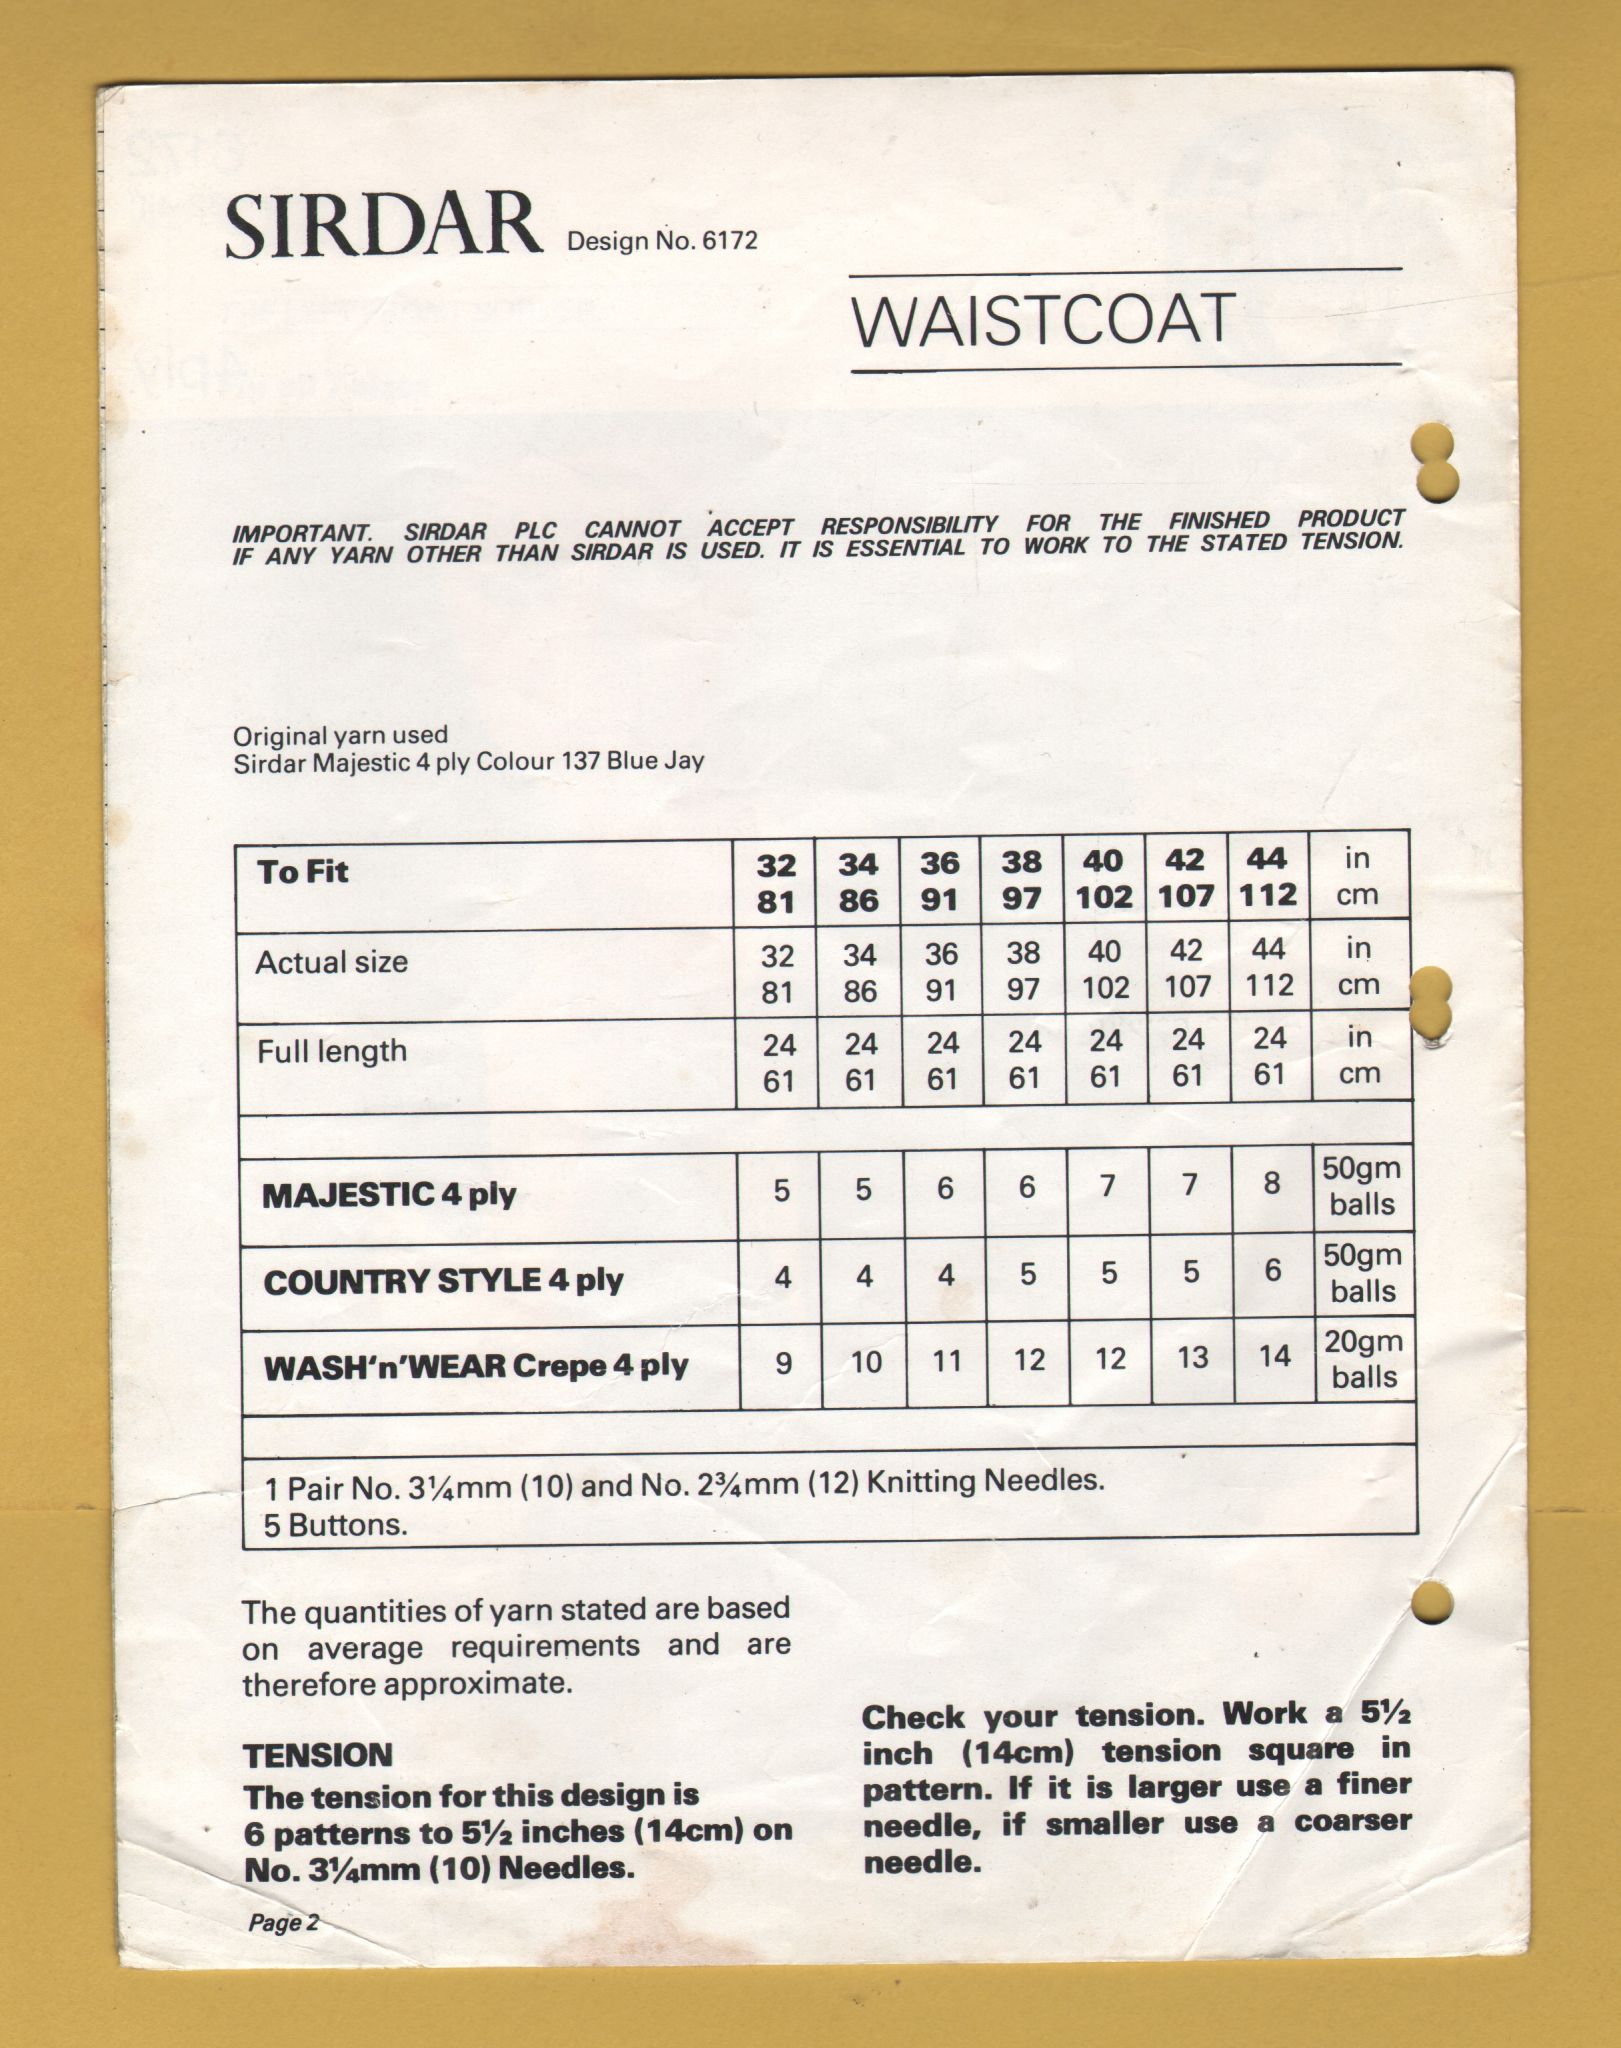 SIRDAR Design No. 6172
WAISTCOAT
IMPORTANT. SIRDAR PLC CANNOT ACCEPT RESPONSIBILITY FOR THE FINISHED PRODUCT
IF ANY YARN OTHER THAN SIRDAR IS USED. IT IS ESSENTIAL TO WORK TO THE STATED TENSION.
Original yarn used
Sirdar Majestic 4 ply Colour 137 Blue Jay
To Fit 32 34 36 38 40 42 44 in
81 86 91 97 102 107 112 cm
Actual size 32 34 36 38 40 42 44 in
81 86 91 97 102 107 112 cm
Full length 24 24 24 24 24 24 24 in
61 61 61 61 61 61 61 cm
MAJESTIC 4 ply 5 5 6 6 7 7 8 50gm
balls
COUNTRY STYLE 4 ply 4 4 4 5 5 5 6 50gm
balls
WASH‘n’WEAR Crepe 4 ply 9 10 11 12 12 13 14 20gm
balls
1 Pair No. 3¼mm (10) and No. 2¾mm (12) Knitting Needles.
5 Buttons.
The quantities of yarn stated are based
on average requirements and are
therefore approximate.
TENSION
The tension for this design is
6 patterns to 5½ inches (14cm) on
No. 3¼mm (10) Needles.
Check your tension. Work a 5½
inch (14cm) tension square in
pattern. If it is larger use a finer
needle, if smaller use a coarser
needle.
Page 2